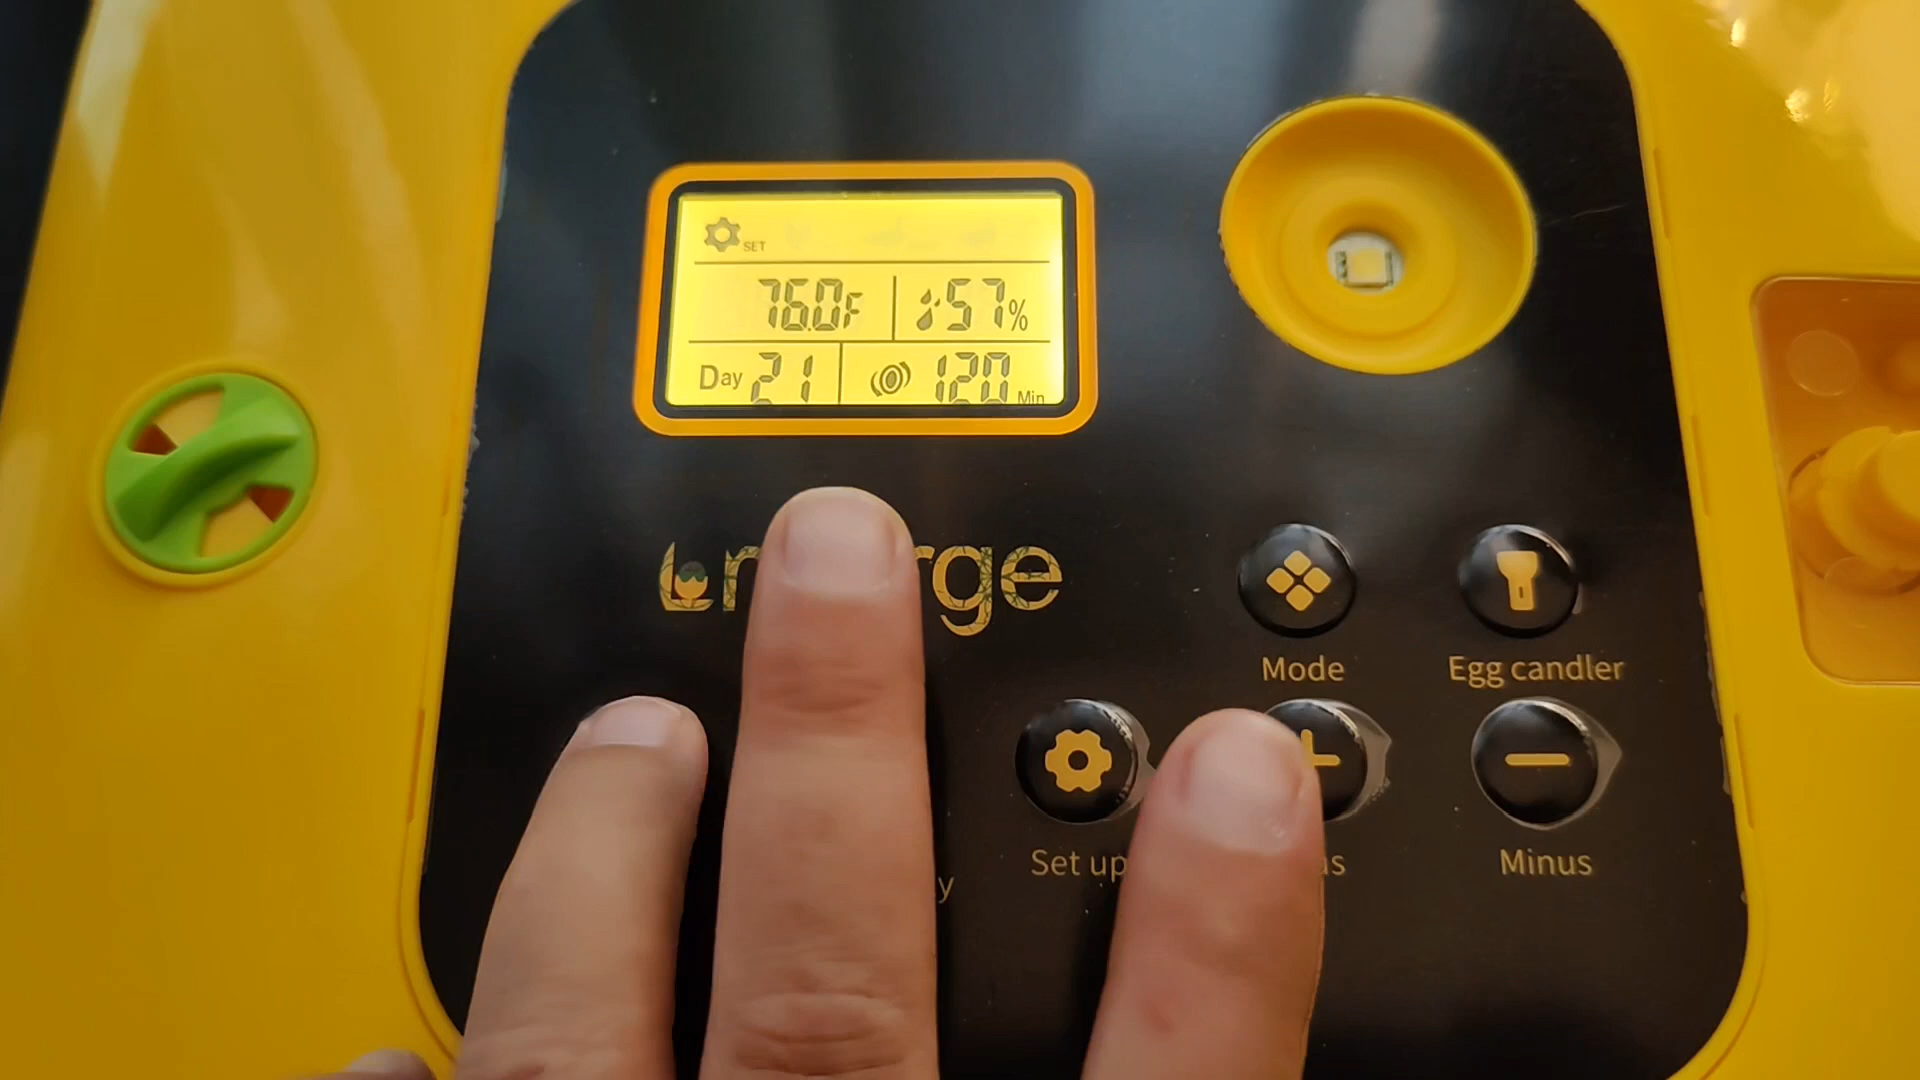 SET
76.0F 57%
Day 21 120 Min
Mode Egg candler
Set up Minus